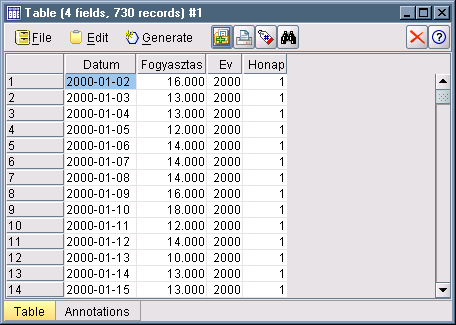 Table (4 fields, 730 records) #1
File Edit Generate
Datum Fogyasztas Ev Honap
1 2000-01-02 16.000 2000 1
2 2000-01-03 13.000 2000 1
3 2000-01-04 13.000 2000 1
4 2000-01-05 12.000 2000 1
5 2000-01-06 14.000 2000 1
6 2000-01-07 14.000 2000 1
7 2000-01-08 14.000 2000 1
8 2000-01-09 16.000 2000 1
9 2000-01-10 18.000 2000 1
10 2000-01-11 12.000 2000 1
11 2000-01-12 14.000 2000 1
12 2000-01-13 10.000 2000 1
13 2000-01-14 13.000 2000 1
14 2000-01-15 13.000 2000 1
Table Annotations